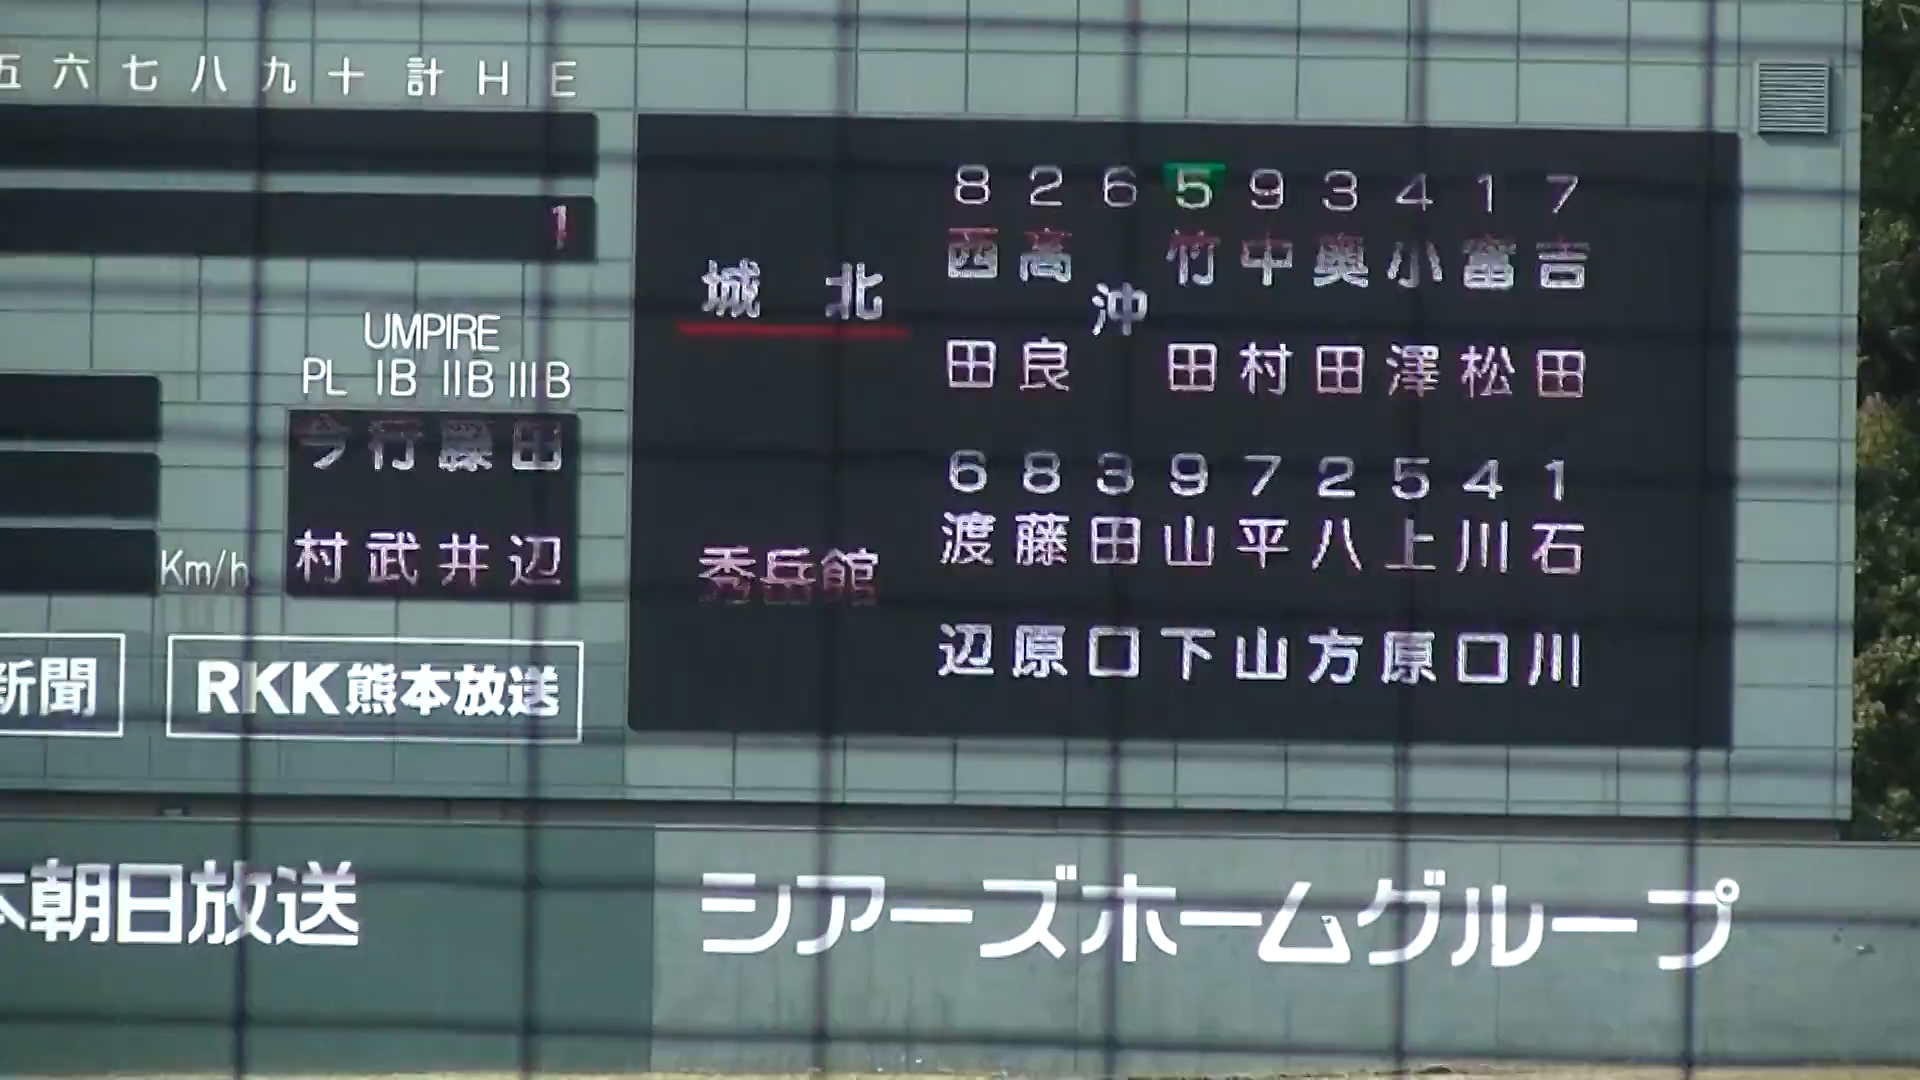 五 六 七 八 九 十 計 H E
1
8 2 6 5 9 3 4 1 7
城 北
西田 高良 沖 竹田 中村 奥田 小澤 富松 吉田
UMPIRE
PL IB IIB IIIB
今村 行武 藤井 田辺
Km/h
6 8 3 9 7 2 5 4 1
秀岳館
渡辺 藤原 田口 山下 平山 八方 上原 川口 石川
新聞
RKK熊本放送
本朝日放送
シアーズホームグループ